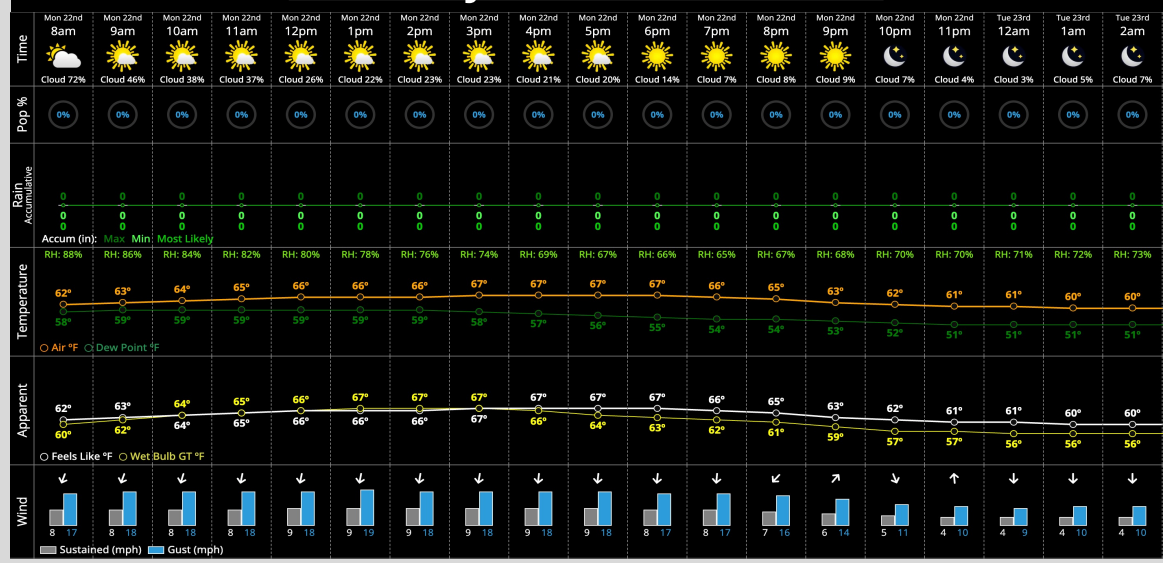 Mon 22nd Mon 22nd Mon 22nd Mon 22nd Mon 22nd Mon 22nd Mon 22nd Mon 22nd Mon 22nd Mon 22nd Mon 22nd Mon 22nd Mon 22nd Mon 22nd Mon 22nd Mon 22nd Tue 23rd Tue 23rd Tue 23rd
Time 8am 9am 10am 11am 12pm 1pm 2pm 3pm 4pm 5pm 6pm 7pm 8pm 9pm 10pm 11pm 12am 1am 2am
Cloud 72% Cloud 46% Cloud 38% Cloud 37% Cloud 26% Cloud 22% Cloud 23% Cloud 23% Cloud 21% Cloud 20% Cloud 14% Cloud 7% Cloud 8% Cloud 9% Cloud 7% Cloud 4% Cloud 3% Cloud 5% Cloud 7%
Pop % 0% 0% 0% 0% 0% 0% 0% 0% 0% 0% 0% 0% 0% 0% 0% 0% 0% 0% 0%
Rain Accumulative
0 0 0 0 0 0 0 0 0 0 0 0 0 0 0 0 0 0 0
0 0 0 0 0 0 0 0 0 0 0 0 0 0 0 0 0 0 0
0 0 0 0 0 0 0 0 0 0 0 0 0 0 0 0 0 0 0
Accum (in): Max Min Most Likely
RH: 88% RH: 86% RH: 84% RH: 82% RH: 80% RH: 78% RH: 76% RH: 74% RH: 69% RH: 67% RH: 66% RH: 65% RH: 67% RH: 68% RH: 70% RH: 70% RH: 71% RH: 72% RH: 73%
Temperature
62° 63° 64° 65° 66° 66° 66° 67° 67° 67° 67° 66° 65° 63° 62° 61° 61° 60° 60°
58° 59° 59° 59° 59° 59° 59° 58° 57° 56° 55° 54° 54° 53° 52° 51° 51° 51° 51°
Air °F Dew Point °F
Apparent
62° 63° 64° 65° 66° 67° 67° 67° 67° 67° 67° 66° 65° 63° 62° 61° 61° 60° 60°
60° 62° 64° 65° 66° 66° 66° 67° 66° 64° 63° 62° 61° 59° 57° 57° 56° 56° 56°
Feels Like °F Wet Bulb GT °F
Wind
8 17 8 18 8 18 8 18 9 18 9 19 9 18 9 18 9 18 9 18 8 17 8 17 7 16 6 14 5 11 4 10 4 9 4 10 4 10
Sustained (mph) Gust (mph)